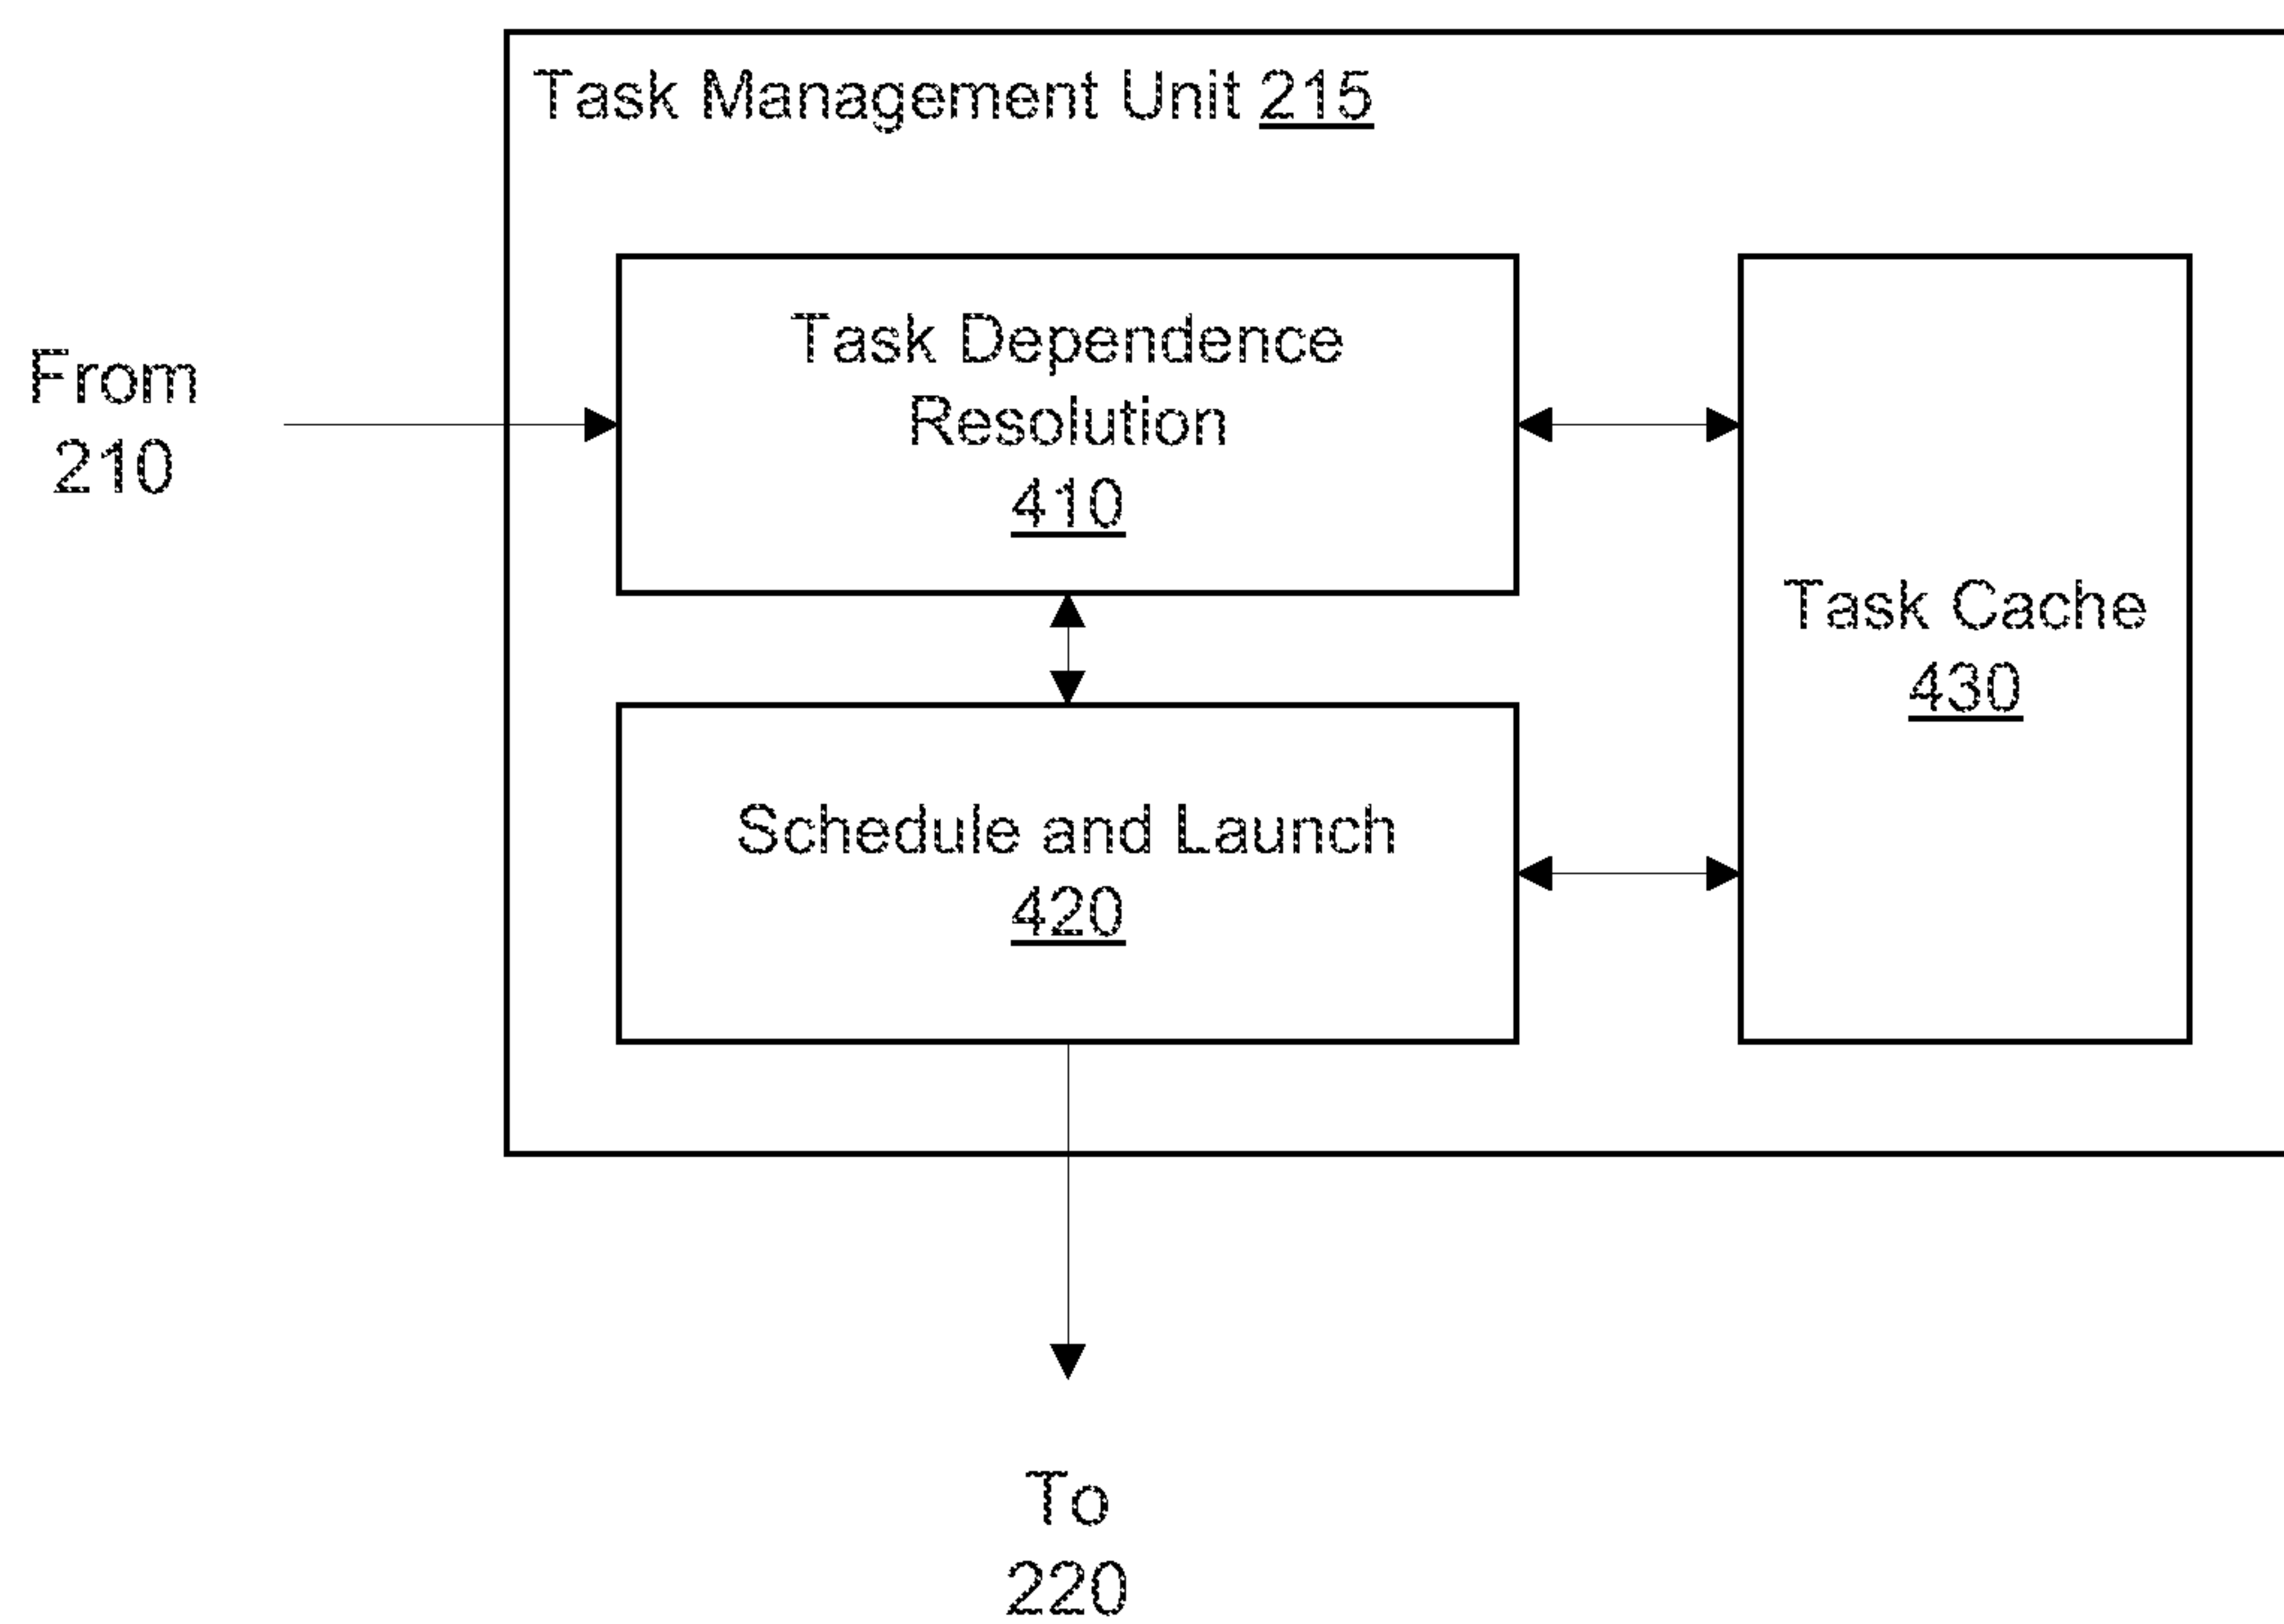 Task Management Unit 215
From
210
Task Dependence
Resolution
410
Task Cache
430
Schedule and Launch
420
To
220